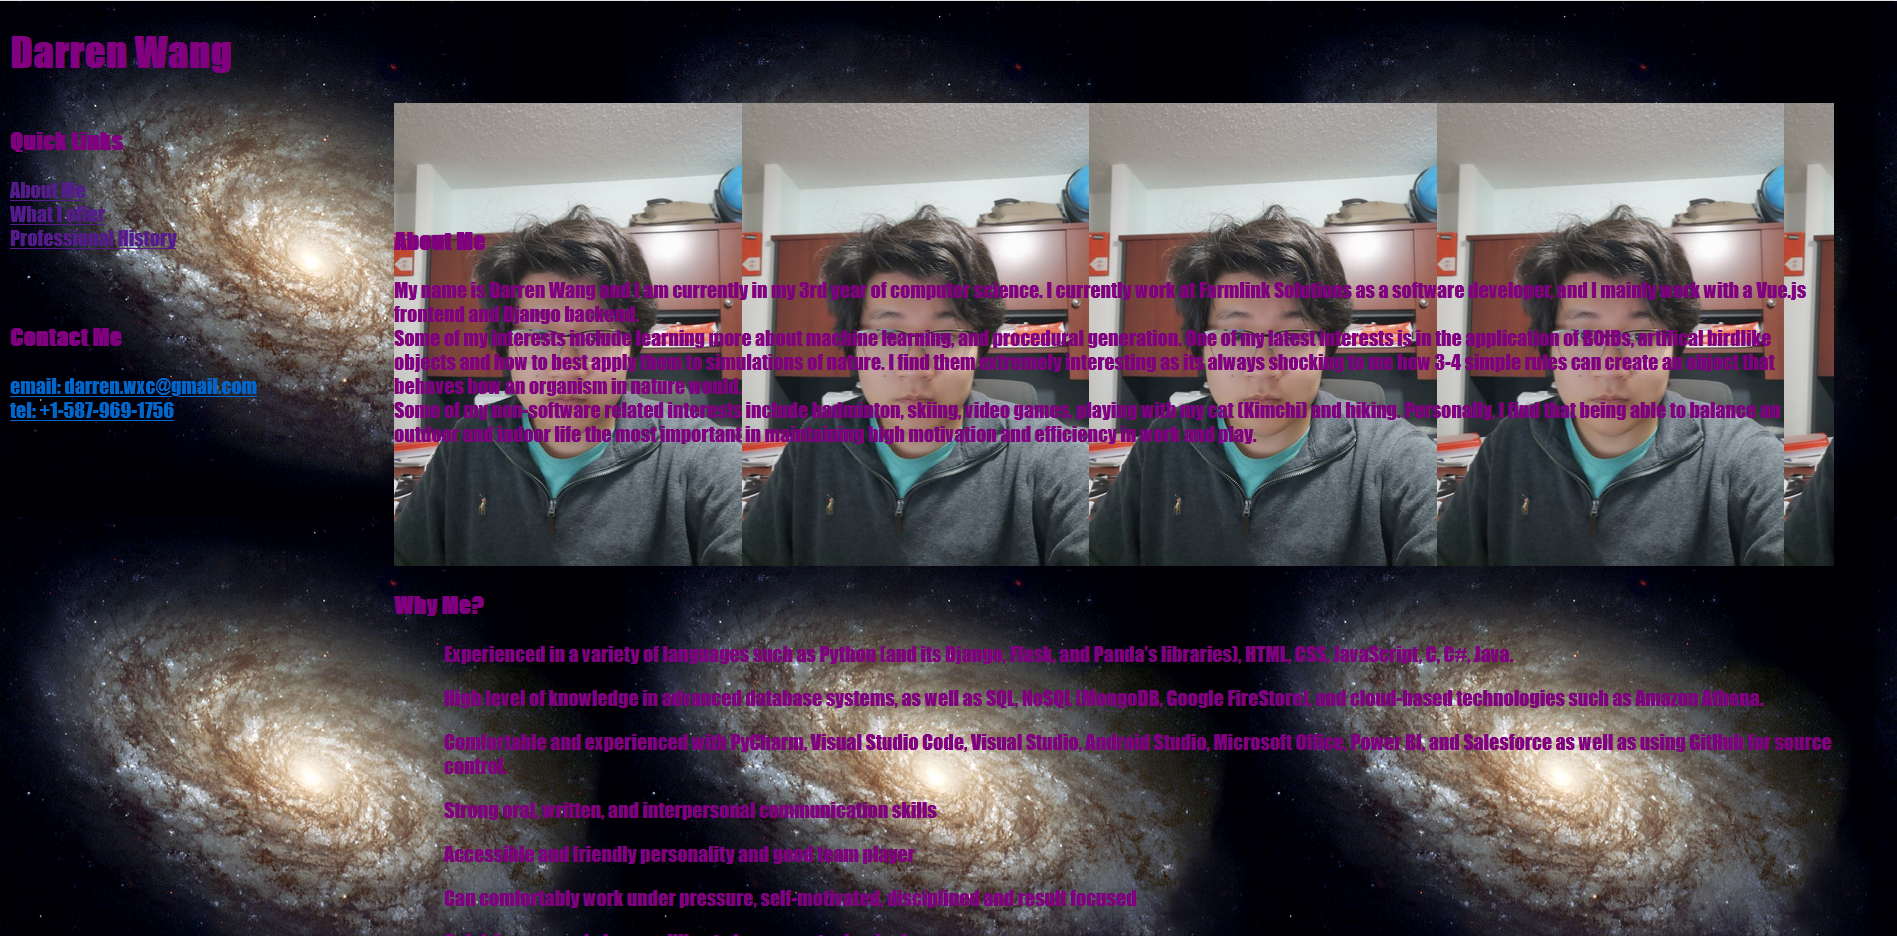 Darren Wang
Quick Links
About Me
What I offer
Professional History
Contact Me
email: darren.wxc@gmail.com
tel: +1-587-969-1756
About Me
My name is Darren Wang and I am currently in my 3rd year of computer science. I currently work at Farmlink Solutions as a software developer, and I mainly work with a Vue.js
frontend and Django backend.
Some of my interests include learning more about machine learning, and procedural generation. One of my latest interests is in the application of BOIDs, artifical birdlike
objects and how to best apply them to simulations of nature. I find them extremely interesting as its always shocking to me how 3-4 simple rules can create an object that
behaves how an organism in nature would.
Some of my non-software related interests include badminton, skiing, video games, playing with my cat (Kimchi) and hiking. Personally, I find that being able to balance an
outdoor and indoor life the most important in maintaining high motivation and efficiency in work and play.
Why Me?
Experienced in a variety of languages such as Python (and its Django, Flask, and Panda's libraries), HTML, CSS, JavaScript, C, C#, Java.
High level of knowledge in advanced database systems, as well as SQL, NoSQL (MongoDB, Google FireStore), and cloud-based technologies such as Amazon Athena.
Comfortable and experienced with PyCharm, Visual Studio Code, Visual Studio, Android Studio, Microsoft Office, Power BI, and Salesforce as well as using GitHub for source
control.
Strong oral, written, and interpersonal communication skills
Accessible and friendly personality and good team player
Can comfortably work under pressure, self-motivated, disciplined and result focused